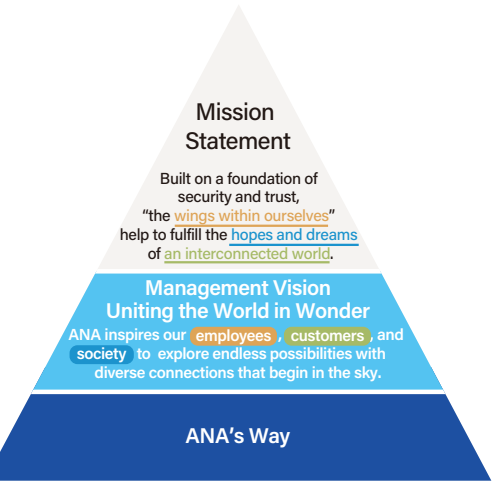 Mission
Statement
Built on a foundation of
security and trust,
“the wings within ourselves”
help to fulfill the hopes and dreams
of an interconnected world.
Management Vision
Uniting the World in Wonder
ANA inspires our employees, customers, and
society to explore endless possibilities with
diverse connections that begin in the sky.
ANA’s Way